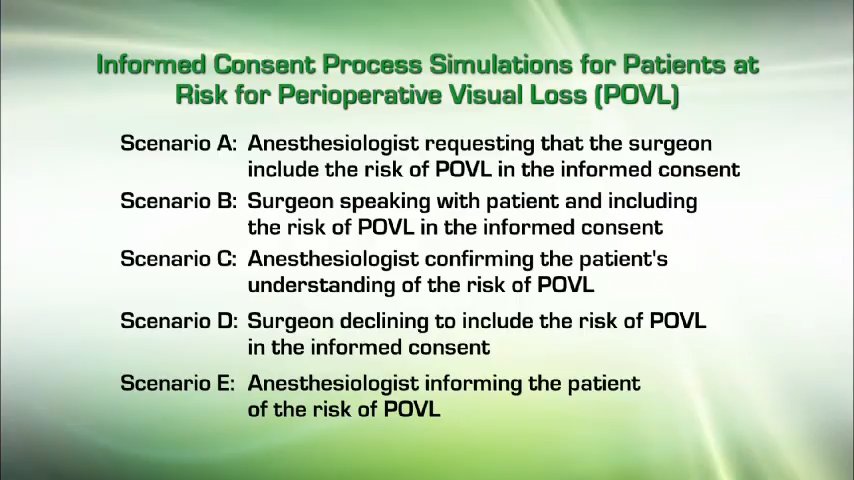 Informed Consent Process Simulations for Patients at
Risk for Perioperative Visual Loss (POVL)
Scenario A: Anesthesiologist requesting that the surgeon
include the risk of POVL in the informed consent
Scenario B: Surgeon speaking with patient and including
the risk of POVL in the informed consent
Scenario C: Anesthesiologist confirming the patient's
understanding of the risk of POVL
Scenario D: Surgeon declining to include the risk of POVL
in the informed consent
Scenario E: Anesthesiologist informing the patient
of the risk of POVL